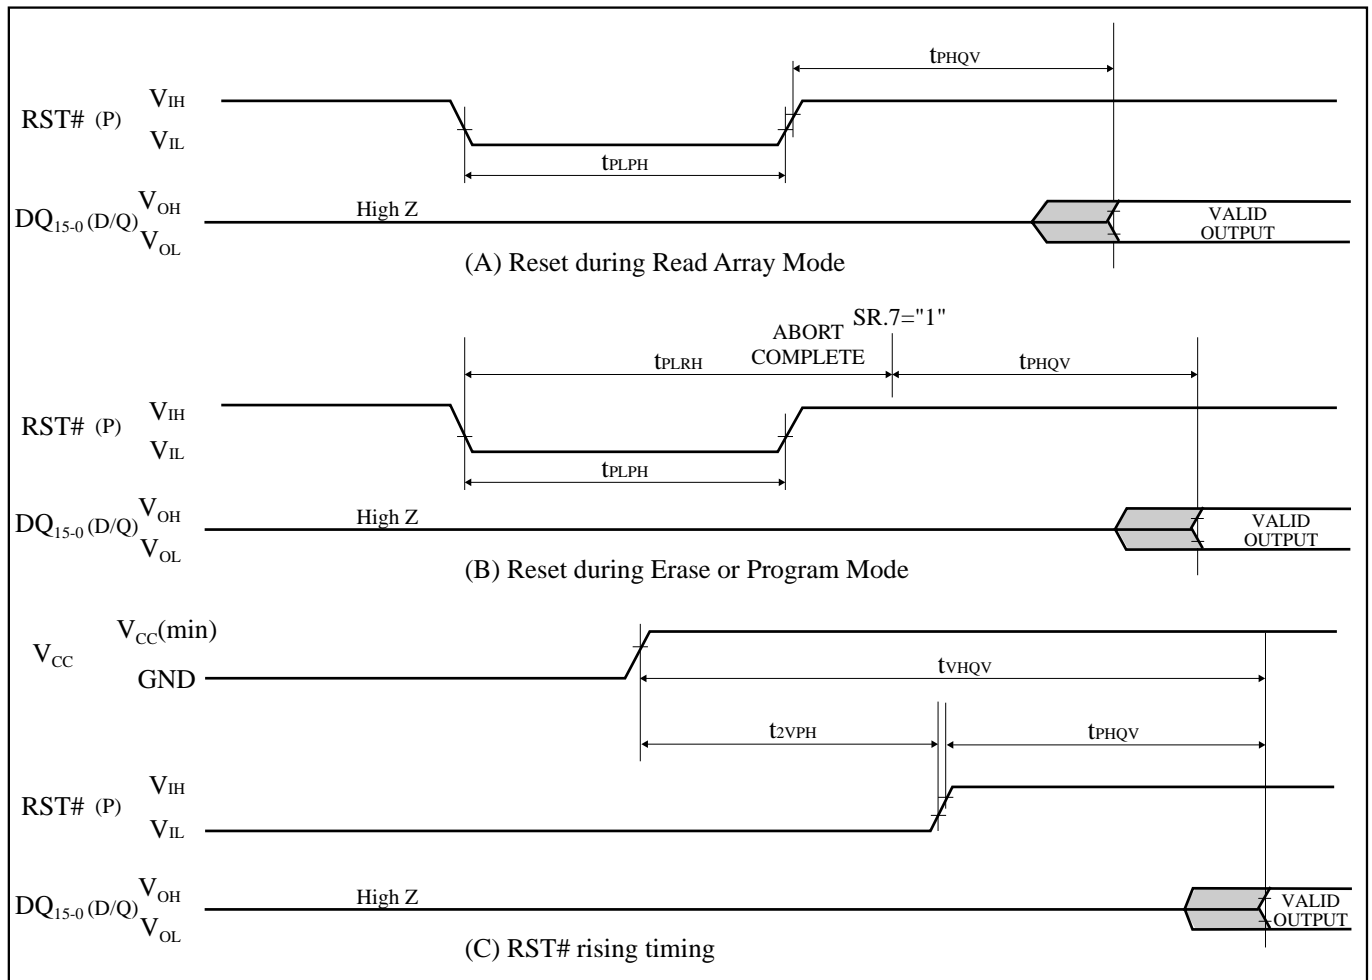 tPHQV
VIH
RST# (P)
VIL
tPLPH
VOH
DQ15-0 (D/Q)
High Z
VALID
OUTPUT
VOL
(A) Reset during Read Array Mode
SR.7="1"
ABORT
COMPLETE
tPLRH
tPHQV
VIH
RST# (P)
VIL
tPLPH
VOH
DQ15-0 (D/Q)
High Z
VALID
OUTPUT
VOL
(B) Reset during Erase or Program Mode
VCC(min)
VCC
GND
tVHQV
t2VPH
tPHQV
VIH
RST# (P)
VIL
VOH
DQ15-0 (D/Q)
High Z
VALID
OUTPUT
VOL
(C) RST# rising timing